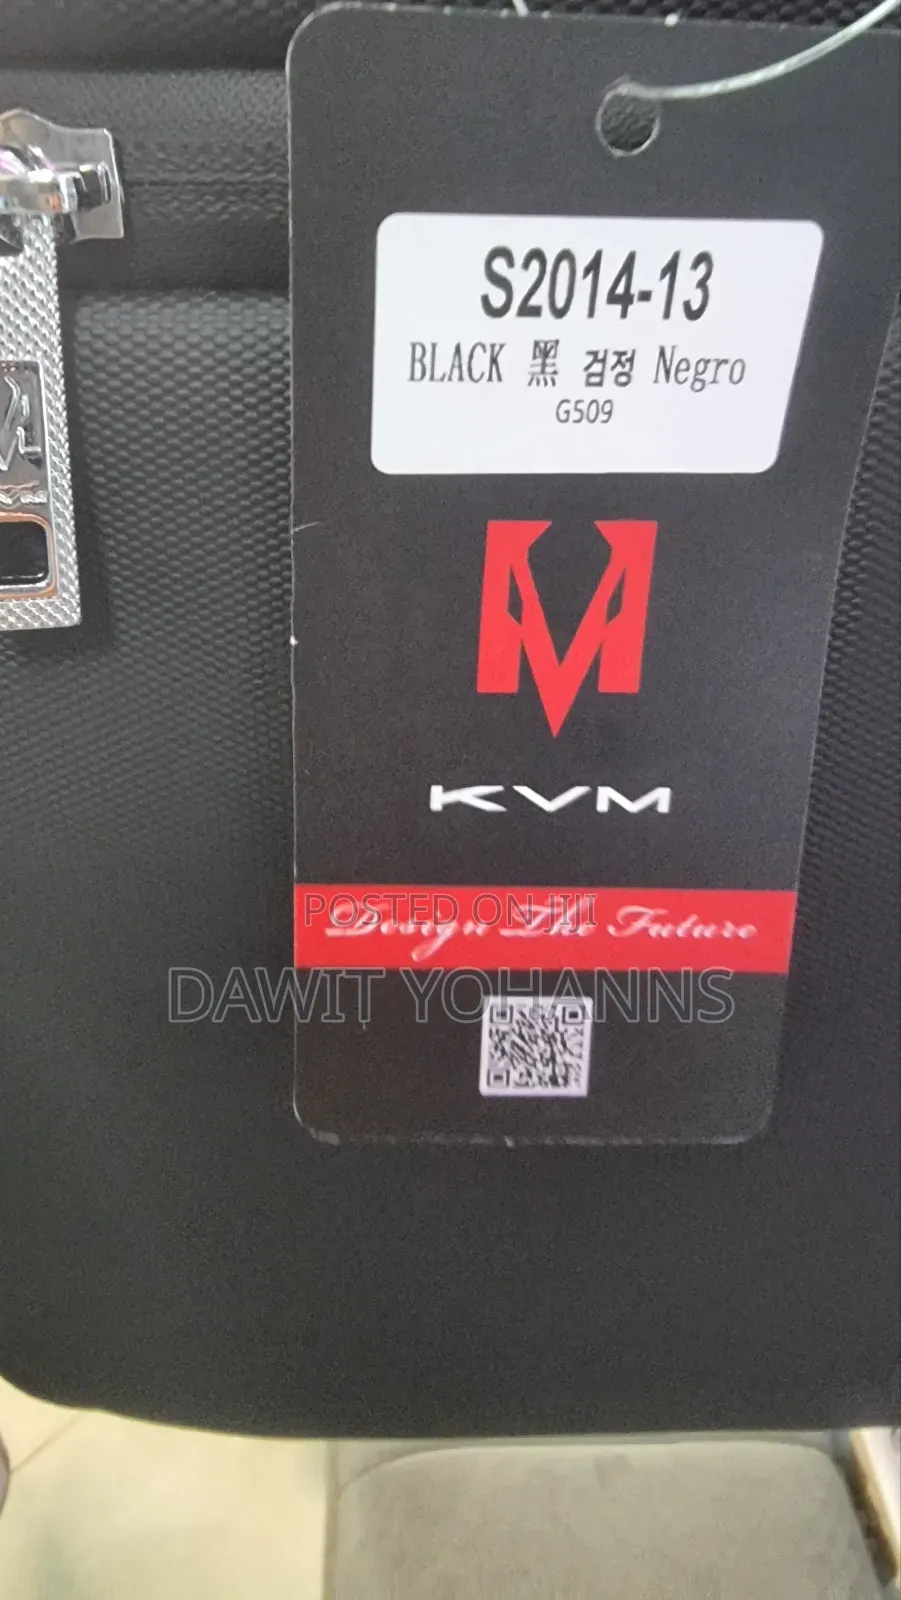 S2014-13
BLACK 黑 검정 Negro
G509
KVM
Design The Future
POSTED ON JIJI
DAWIT YOHANNS